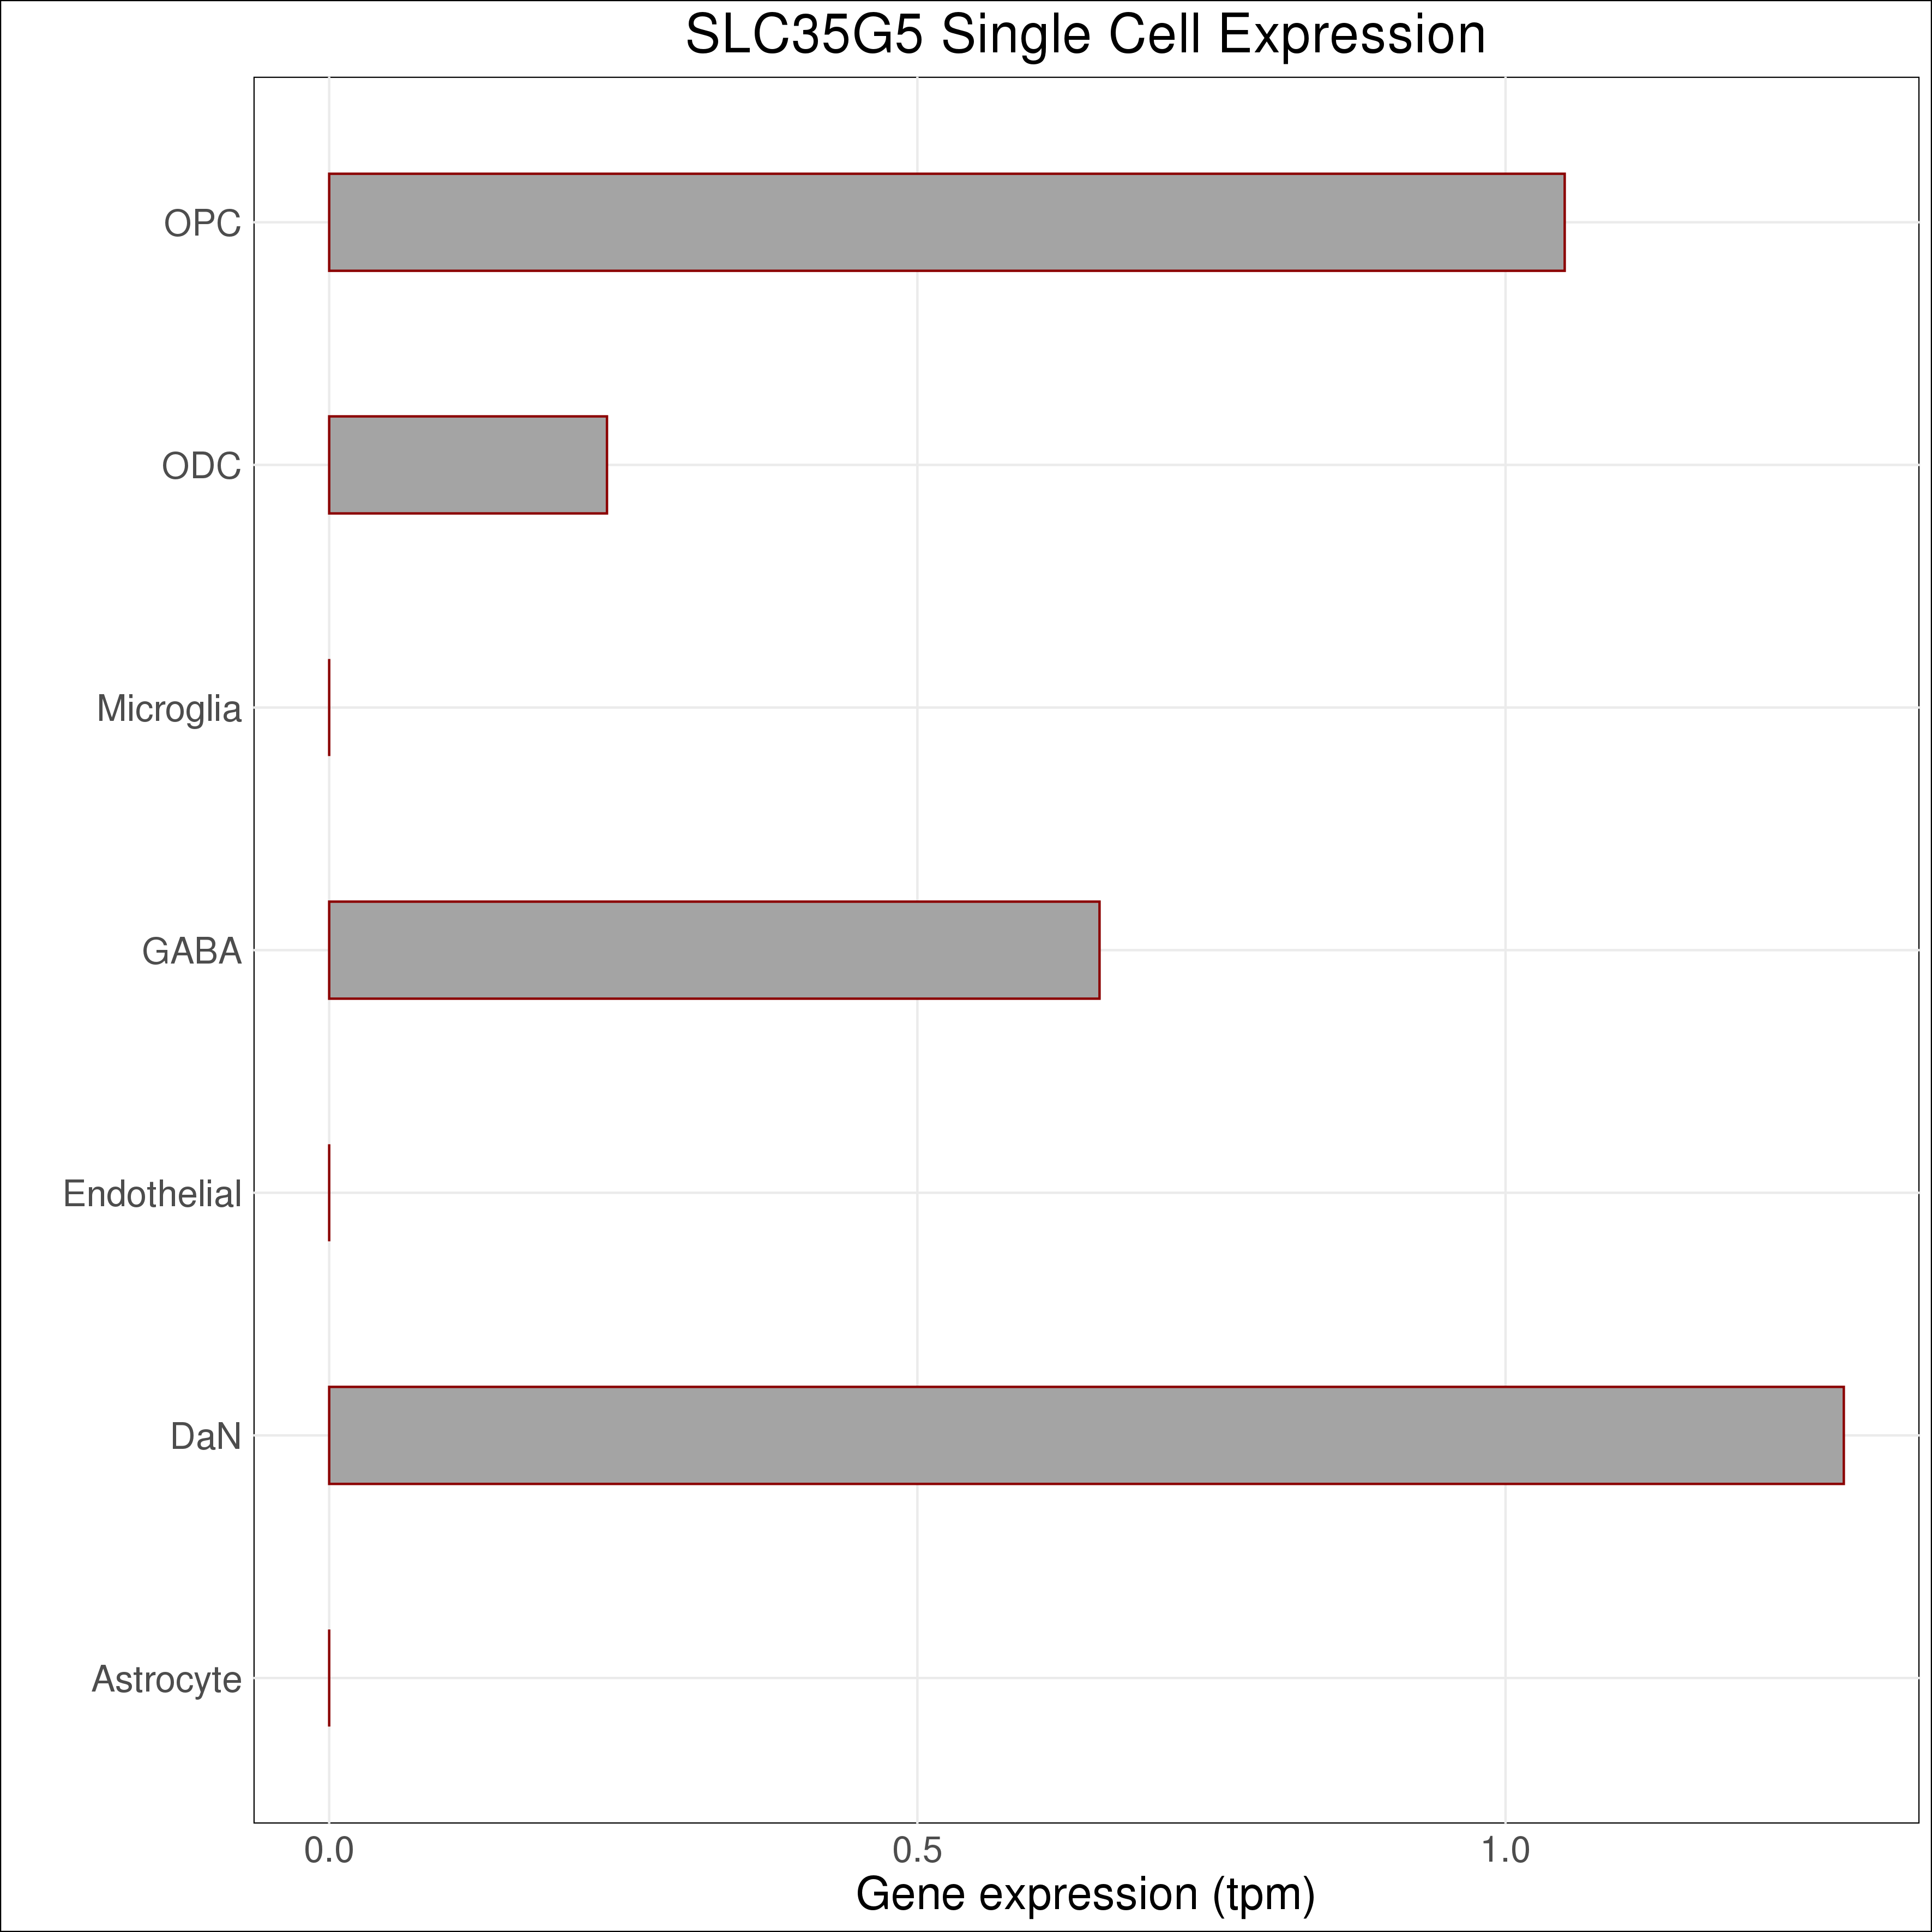 SLC35G5 Single Cell Expression
OPC
ODC
Microglia
GABA
Endothelial
DaN
Astrocyte
0.0 0.5 1.0
Gene expression (tpm)